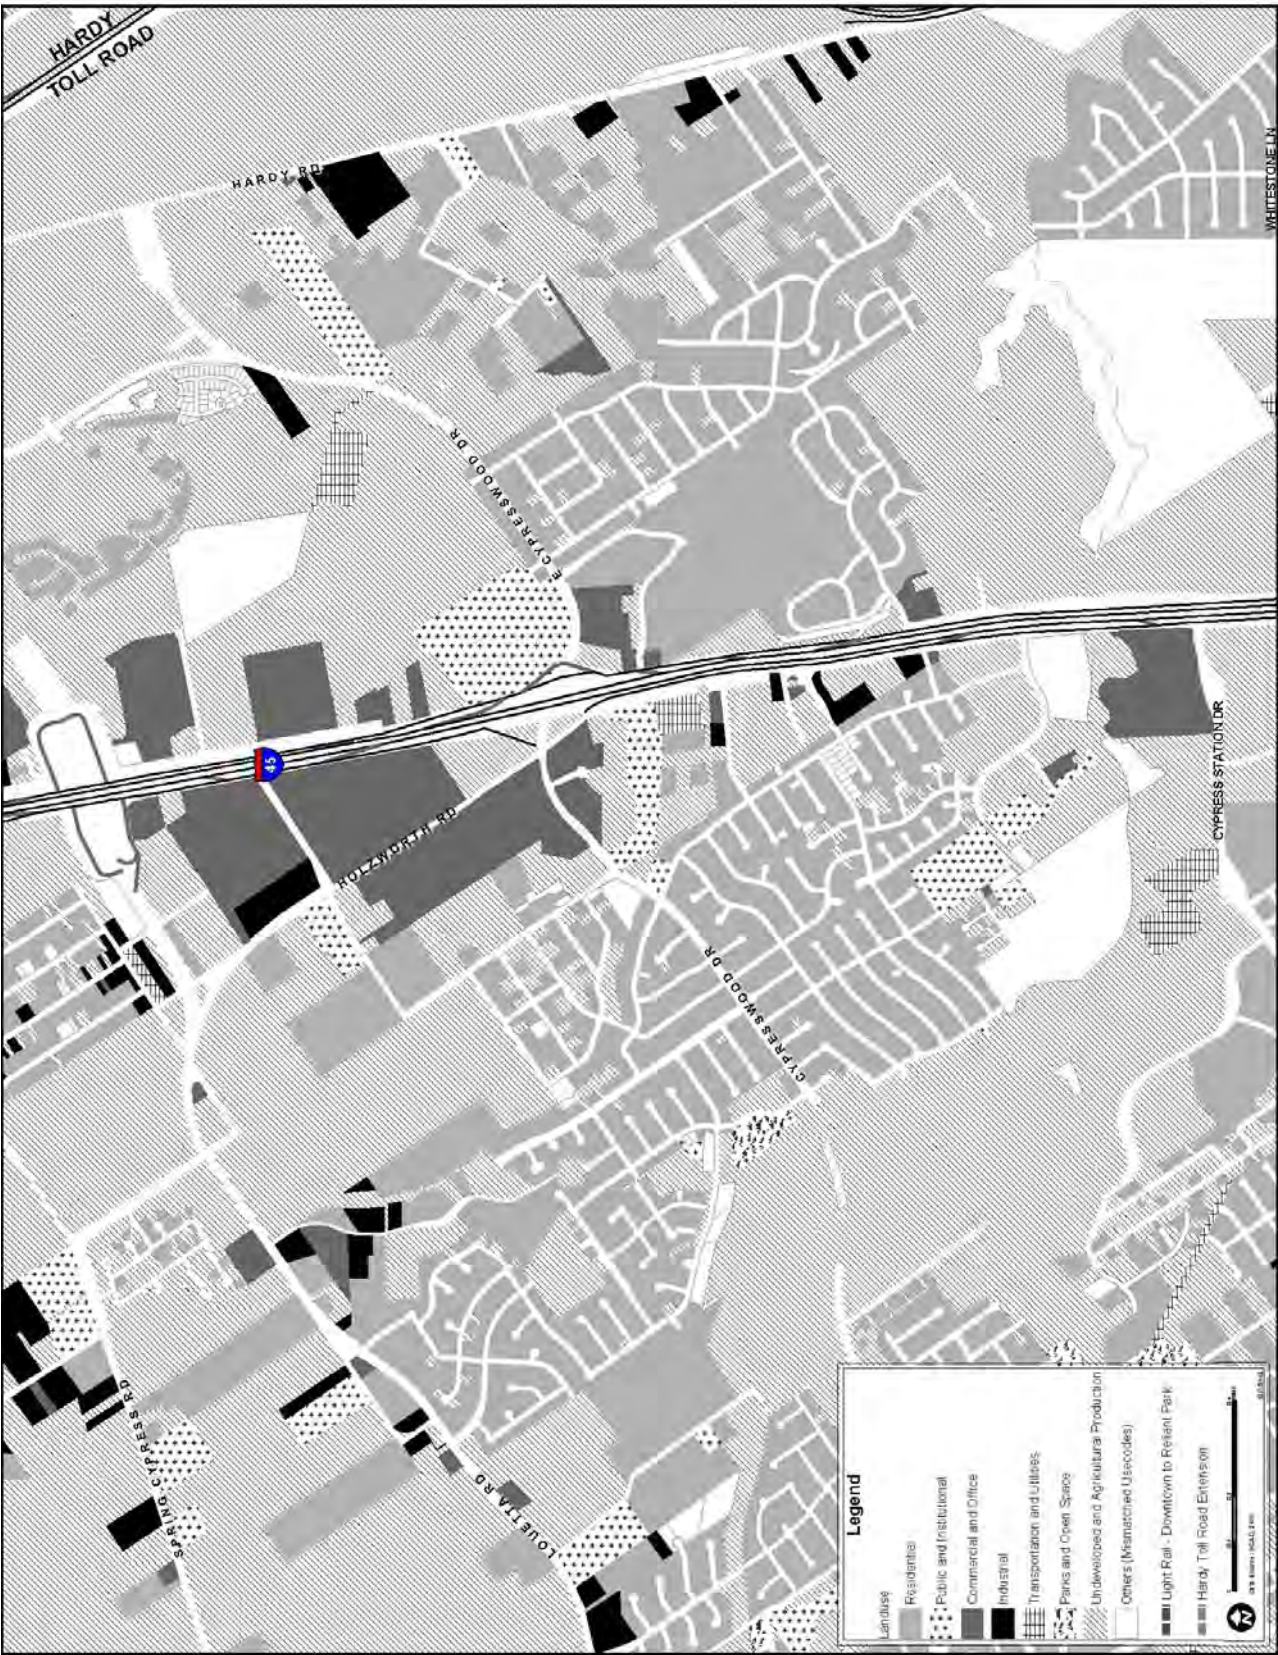 HARDY
TOLL ROAD
HARDY RD
WHITESTONE LN
E CYPRESSWOOD DR
45
HOLZWORTH RD
CYPRESS STATION DR
CYPRESSWOOD DR
SPRING CYPRESS RD
LOUETTA RD
Legend
Landuse
Residential
Public and Institutional
Commercial and Office
Industrial
Transportation and Utilities
Parks and Open Space
Undeveloped and Agricultural Production
Others (Mismatched Usecodes)
Light Rail - Downtown to Reliant Park
Hardy Toll Road Extension
N